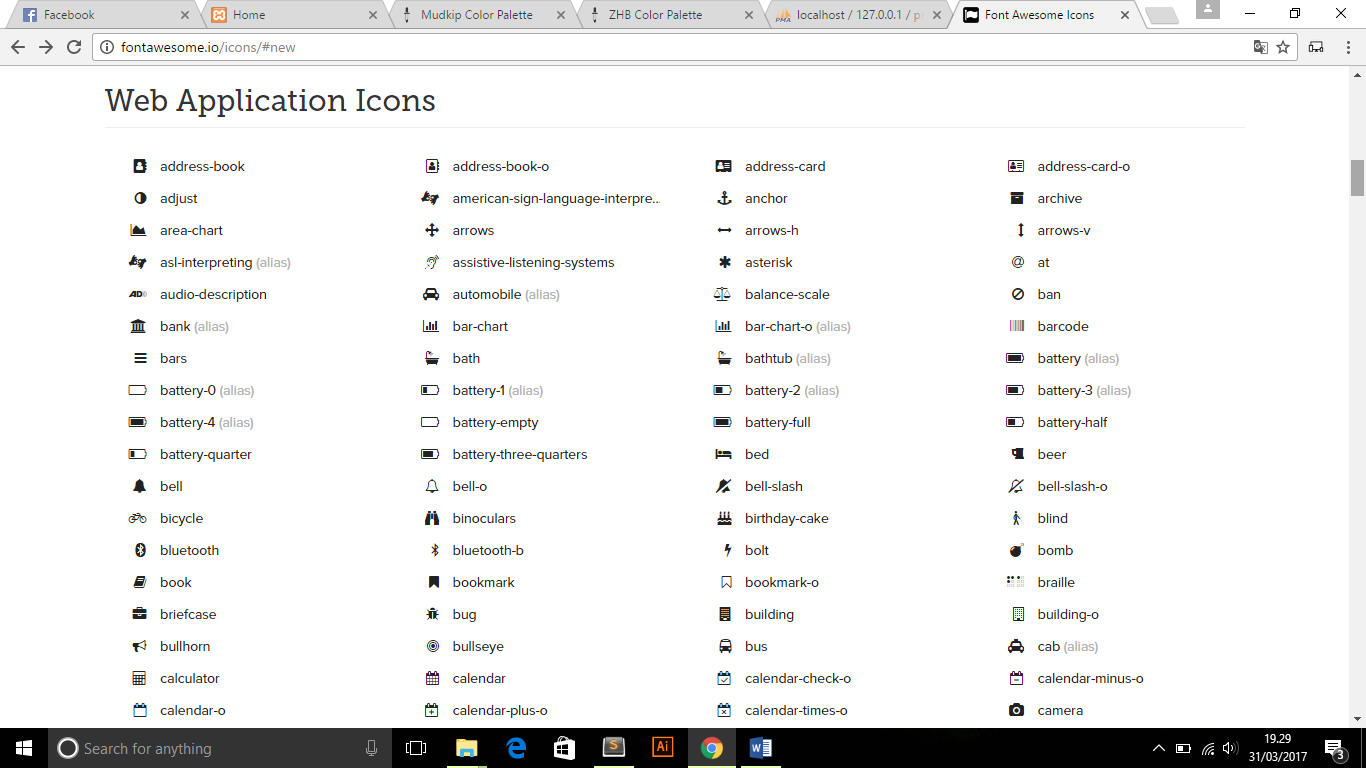 Facebook Home Mudkip Color Palette ZHB Color Palette localhost / 127.0.0.1 / p Font Awesome Icons
fontawesome.io/icons/#new
Web Application Icons
address-book address-book-o address-card address-card-o
adjust american-sign-language-interpre... anchor archive
area-chart arrows arrows-h arrows-v
asl-interpreting (alias) assistive-listening-systems asterisk at
audio-description automobile (alias) balance-scale ban
bank (alias) bar-chart bar-chart-o (alias) barcode
bars bath bathtub (alias) battery (alias)
battery-0 (alias) battery-1 (alias) battery-2 (alias) battery-3 (alias)
battery-4 (alias) battery-empty battery-full battery-half
battery-quarter battery-three-quarters bed beer
bell bell-o bell-slash bell-slash-o
bicycle binoculars birthday-cake blind
bluetooth bluetooth-b bolt bomb
book bookmark bookmark-o braille
briefcase bug building building-o
bullhorn bullseye bus cab (alias)
calculator calendar calendar-check-o calendar-minus-o
calendar-o calendar-plus-o calendar-times-o camera
Search for anything Ai 19.29
31/03/2017 3